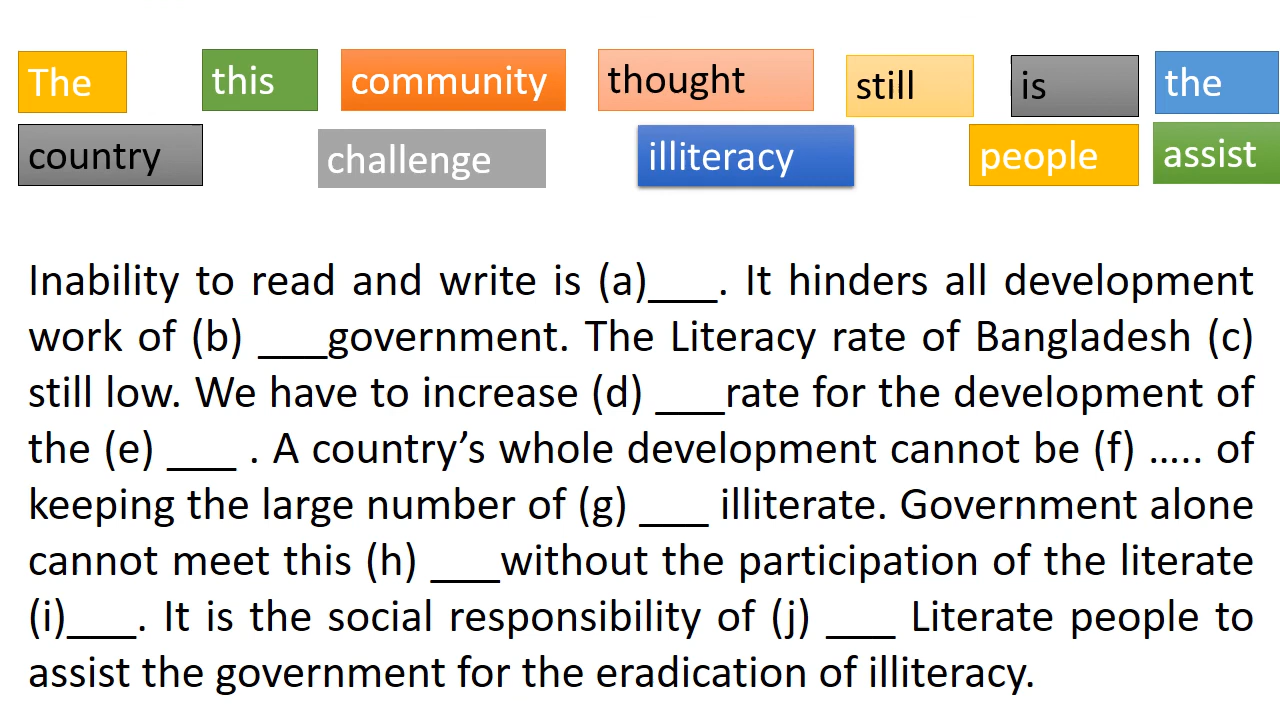 The this community thought still is the
country challenge illiteracy people assist
Inability to read and write is (a)___. It hinders all development
work of (b) ___government. The Literacy rate of Bangladesh (c)
still low. We have to increase (d) ___rate for the development of
the (e) ___ . A country’s whole development cannot be (f) ….. of
keeping the large number of (g) ___ illiterate. Government alone
cannot meet this (h) ___without the participation of the literate
(i)___. It is the social responsibility of (j) ___ Literate people to
assist the government for the eradication of illiteracy.